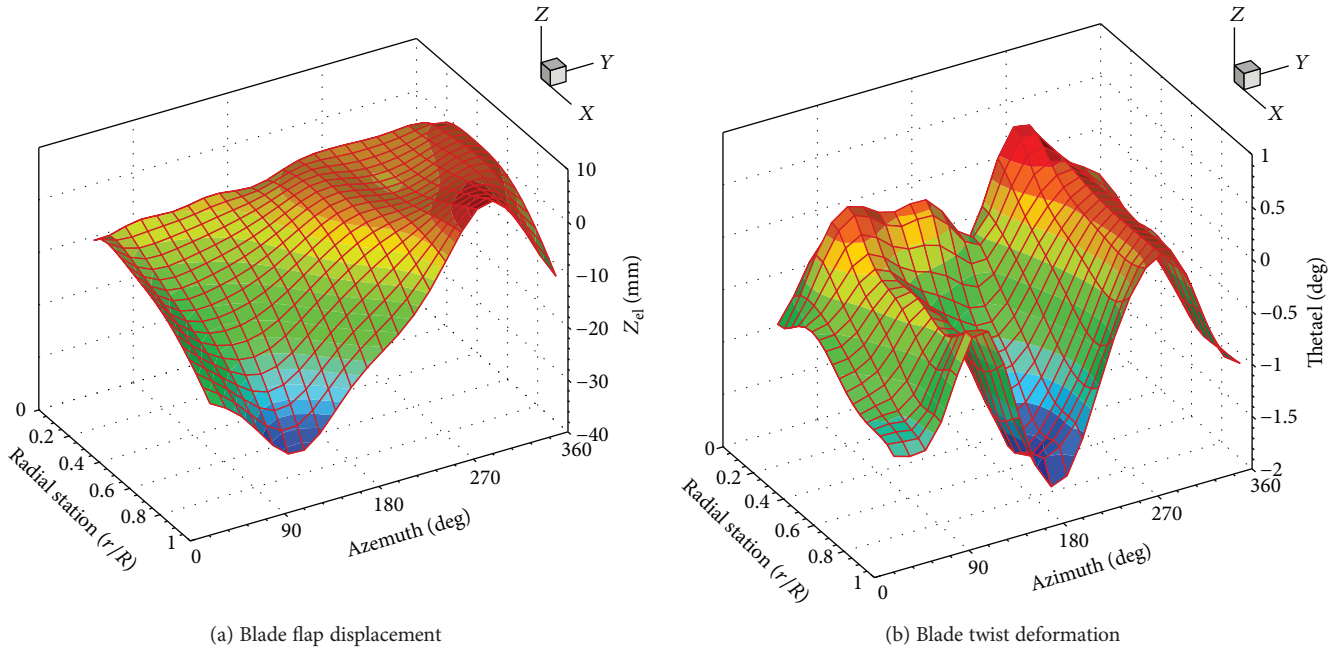 Z
Y
X
10
0
−10
−20
−30
−40
Z_el (mm)
0
0.2
0.4
0.6
0.8
1
Radial station (r/R)
0
90
180
270
360
Azemuth (deg)
(a) Blade flap displacement
Z
Y
X
1
0.5
0
−0.5
−1
−1.5
−2
Thetael (deg)
0
0.2
0.4
0.6
0.8
1
Radial station (r/R)
0
90
180
270
360
Azimuth (deg)
(b) Blade twist deformation